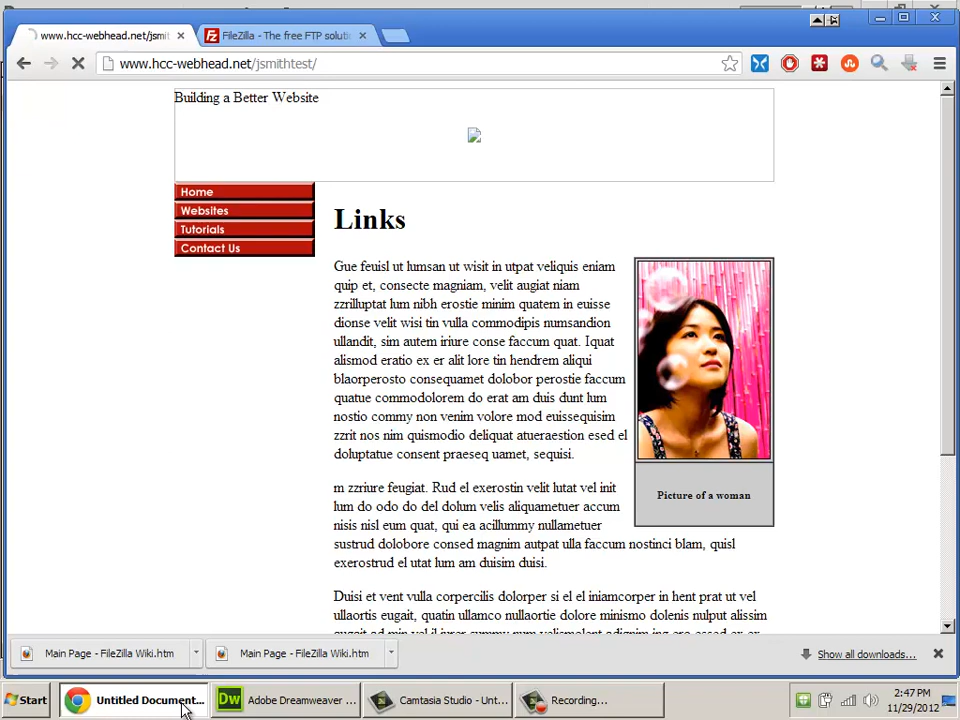 www.hcc-webhead.net/jsmit
FileZilla - The free FTP soluti
www.hcc-webhead.net/jsmithtest/
Building a Better Website
Home
Websites
Tutorials
Contact Us
Links
Gue feuisl ut lumsan ut wisit in utpat veliquis eniam
quip et, consecte magniam, velit augiat niam
zzrilluptat lum nibh erostie minim quatem in euisse
dionse velit wisi tin vulla commodipis numsandion
ullandit, sim autem iriure conse faccum quat. Iquat
alismod eratio ex er alit lore tin hendrem aliqui
blaorperosto consequamet dolobor perostie faccum
quatue commodolorem do erat am duis dunt lum
nostio commy non venim volore mod euissequisim
zzrit nos nim quismodio deliquat atueraestion esed el
doluptatue consent praeseq uamet, sequisi.
Picture of a woman
m zzriure feugiat. Rud el exerostin velit lutat vel init
lum do odo do del dolum velis aliquametuer accum
nisis nisl eum quat, qui ea acillummy nullametuer
sustrud dolobore consed magnim autpat ulla faccum nostinci blam, quisl
exerostrud el utat lum am duisim duisi.
Duisi et vent vulla corpercilis dolorper si el el iniamcorper in hent prat ut vel
ullaortis eugait, quatin ullamco nullaortie dolore minismo dolenis nulput alissim
Main Page - FileZilla Wiki.htm
Main Page - FileZilla Wiki.htm
Show all downloads...
Start
Untitled Document...
Dw
Adobe Dreamweaver ...
Camtasia Studio - Unt...
Recording...
2:47 PM
11/29/2012